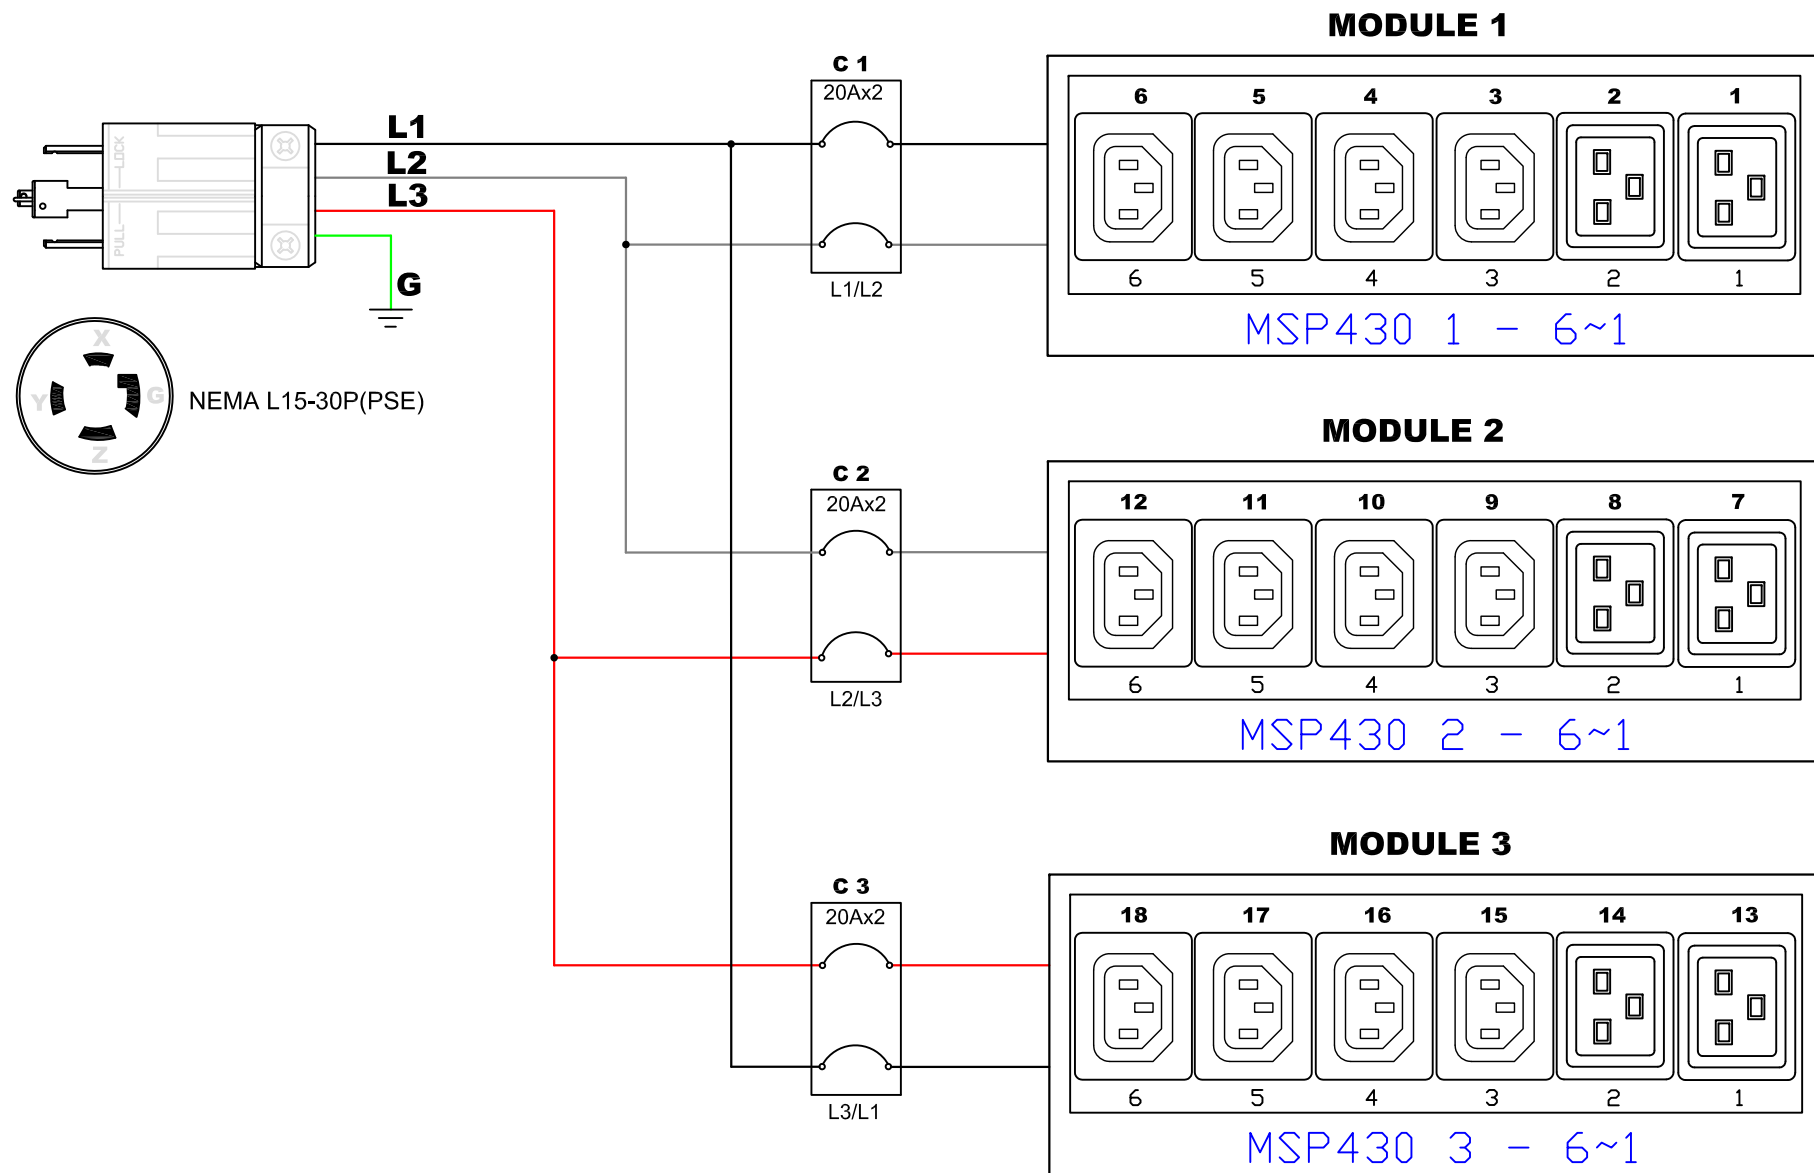 MODULE 1
C 1
20Ax2
L1/L2
L1
L2
L3
G
LOCK
PULL
X
Y
G
Z
NEMA L15-30P(PSE)
6 5 4 3 2 1
6 5 4 3 2 1
MSP430 1 - 6~1
MODULE 2
C 2
20Ax2
L2/L3
12 11 10 9 8 7
6 5 4 3 2 1
MSP430 2 - 6~1
MODULE 3
C 3
20Ax2
L3/L1
18 17 16 15 14 13
6 5 4 3 2 1
MSP430 3 - 6~1